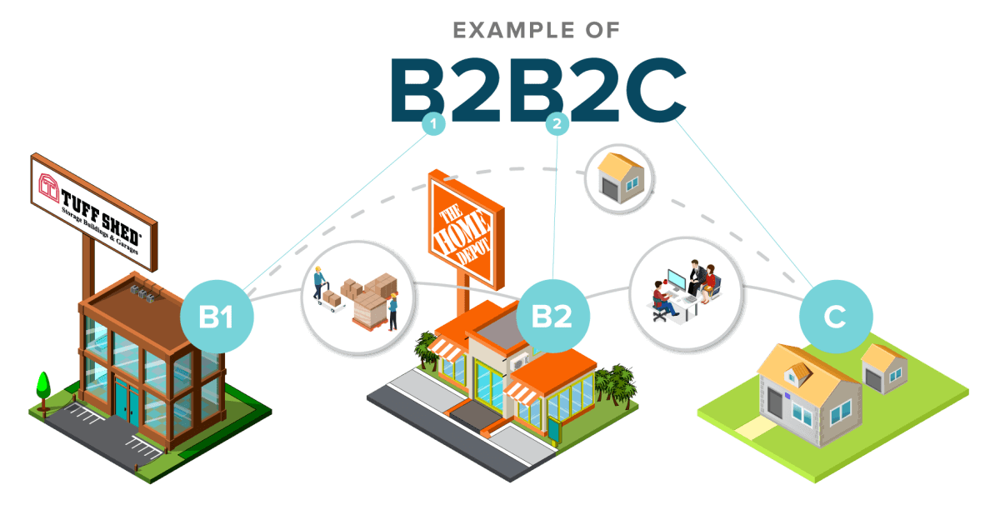 EXAMPLE OF
B2B2C
1
2
TUFF SHED®
Storage Buildings & Garages
THE
HOME
DEPOT
B1
B2
C